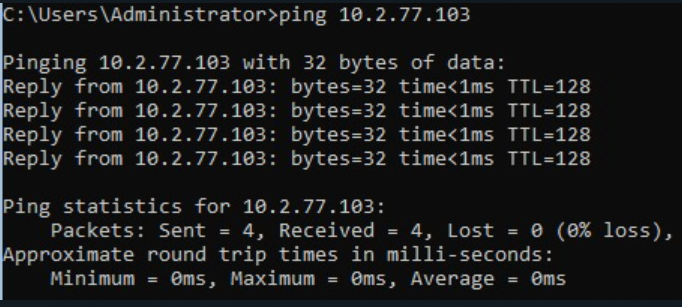 C:\Users\Administrator>ping 10.2.77.103
Pinging 10.2.77.103 with 32 bytes of data:
Reply from 10.2.77.103: bytes=32 time<1ms TTL=128
Reply from 10.2.77.103: bytes=32 time<1ms TTL=128
Reply from 10.2.77.103: bytes=32 time<1ms TTL=128
Reply from 10.2.77.103: bytes=32 time<1ms TTL=128
Ping statistics for 10.2.77.103:
Packets: Sent = 4, Received = 4, Lost = 0 (0% loss),
Approximate round trip times in milli-seconds:
Minimum = 0ms, Maximum = 0ms, Average = 0ms